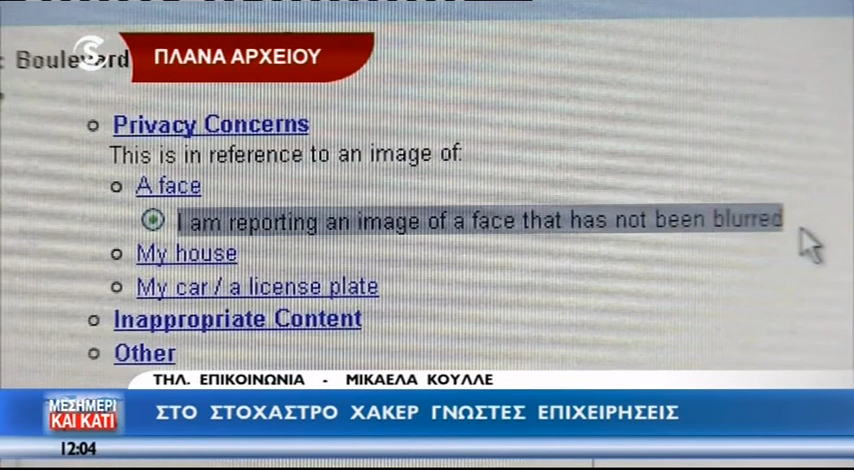 : Boulevard
ΠΛΑΝΑ ΑΡΧΕΙΟΥ
Privacy Concerns
This is in reference to an image of:
A face
I am reporting an image of a face that has not been blurred
My house
My car / a license plate
Inappropriate Content
Other
ΤΗΛ. ΕΠΙΚΟΙΝΩΝΙΑ - ΜΙΚΑΕΛΑ ΚΟΥΛΛΕ
ΜΕΣΗΜΕΡΙ
ΚΑΙ ΚΑΤΙ
ΣΤΟ ΣΤΟΧΑΣΤΡΟ ΧΑΚΕΡ ΓΝΩΣΤΕΣ ΕΠΙΧΕΙΡΗΣΕΙΣ
12:04